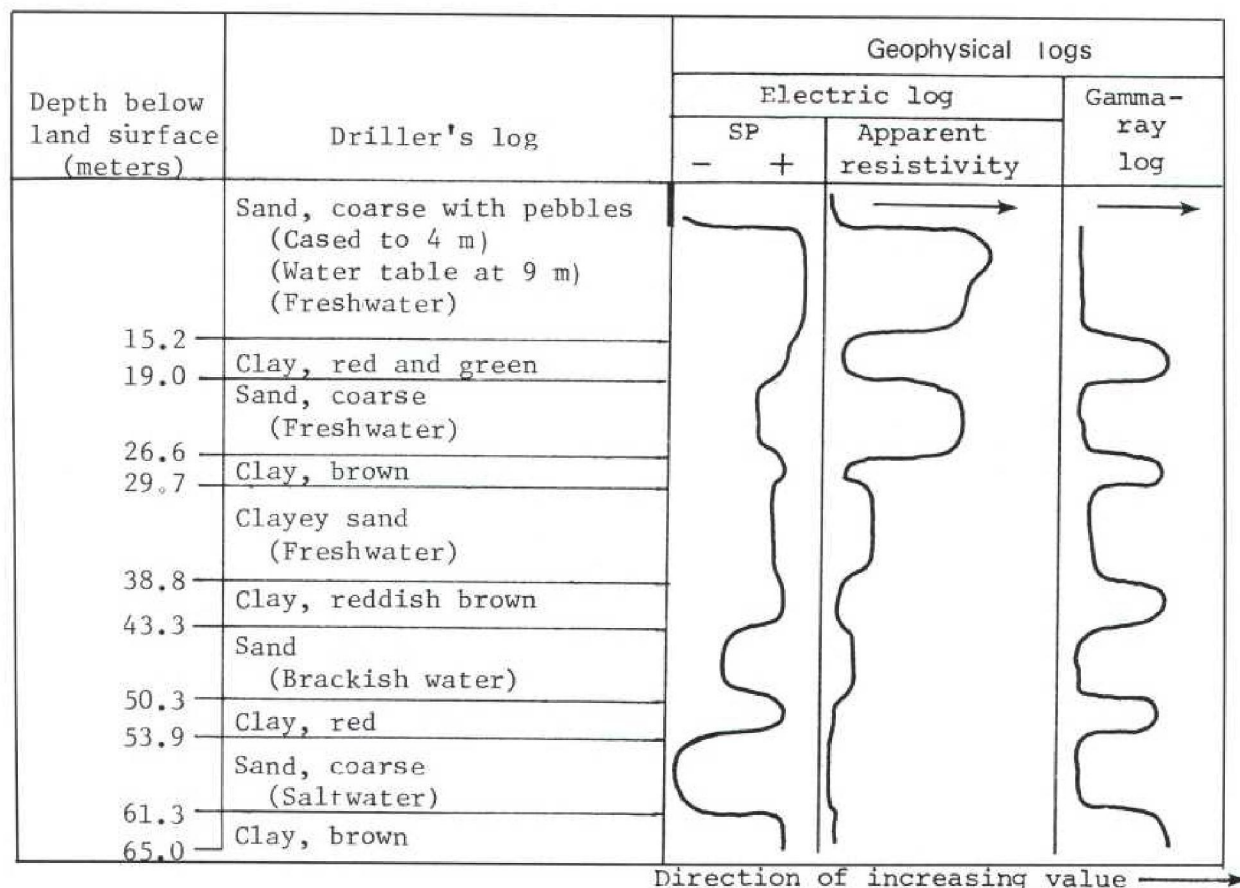 Geophysical logs
Depth below
land surface
(meters)
Driller's log
Electric log
SP
- +
Apparent
resistivity
Gamma-
ray
log
Sand, coarse with pebbles
(Cased to 4 m)
(Water table at 9 m)
(Freshwater)
15.2
Clay, red and green
19.0
Sand, coarse
(Freshwater)
26.6
Clay, brown
29.7
Clayey sand
(Freshwater)
38.8
Clay, reddish brown
43.3
Sand
(Brackish water)
50.3
Clay, red
53.9
Sand, coarse
(Saltwater)
61.3
Clay, brown
65.0
Direction of increasing value